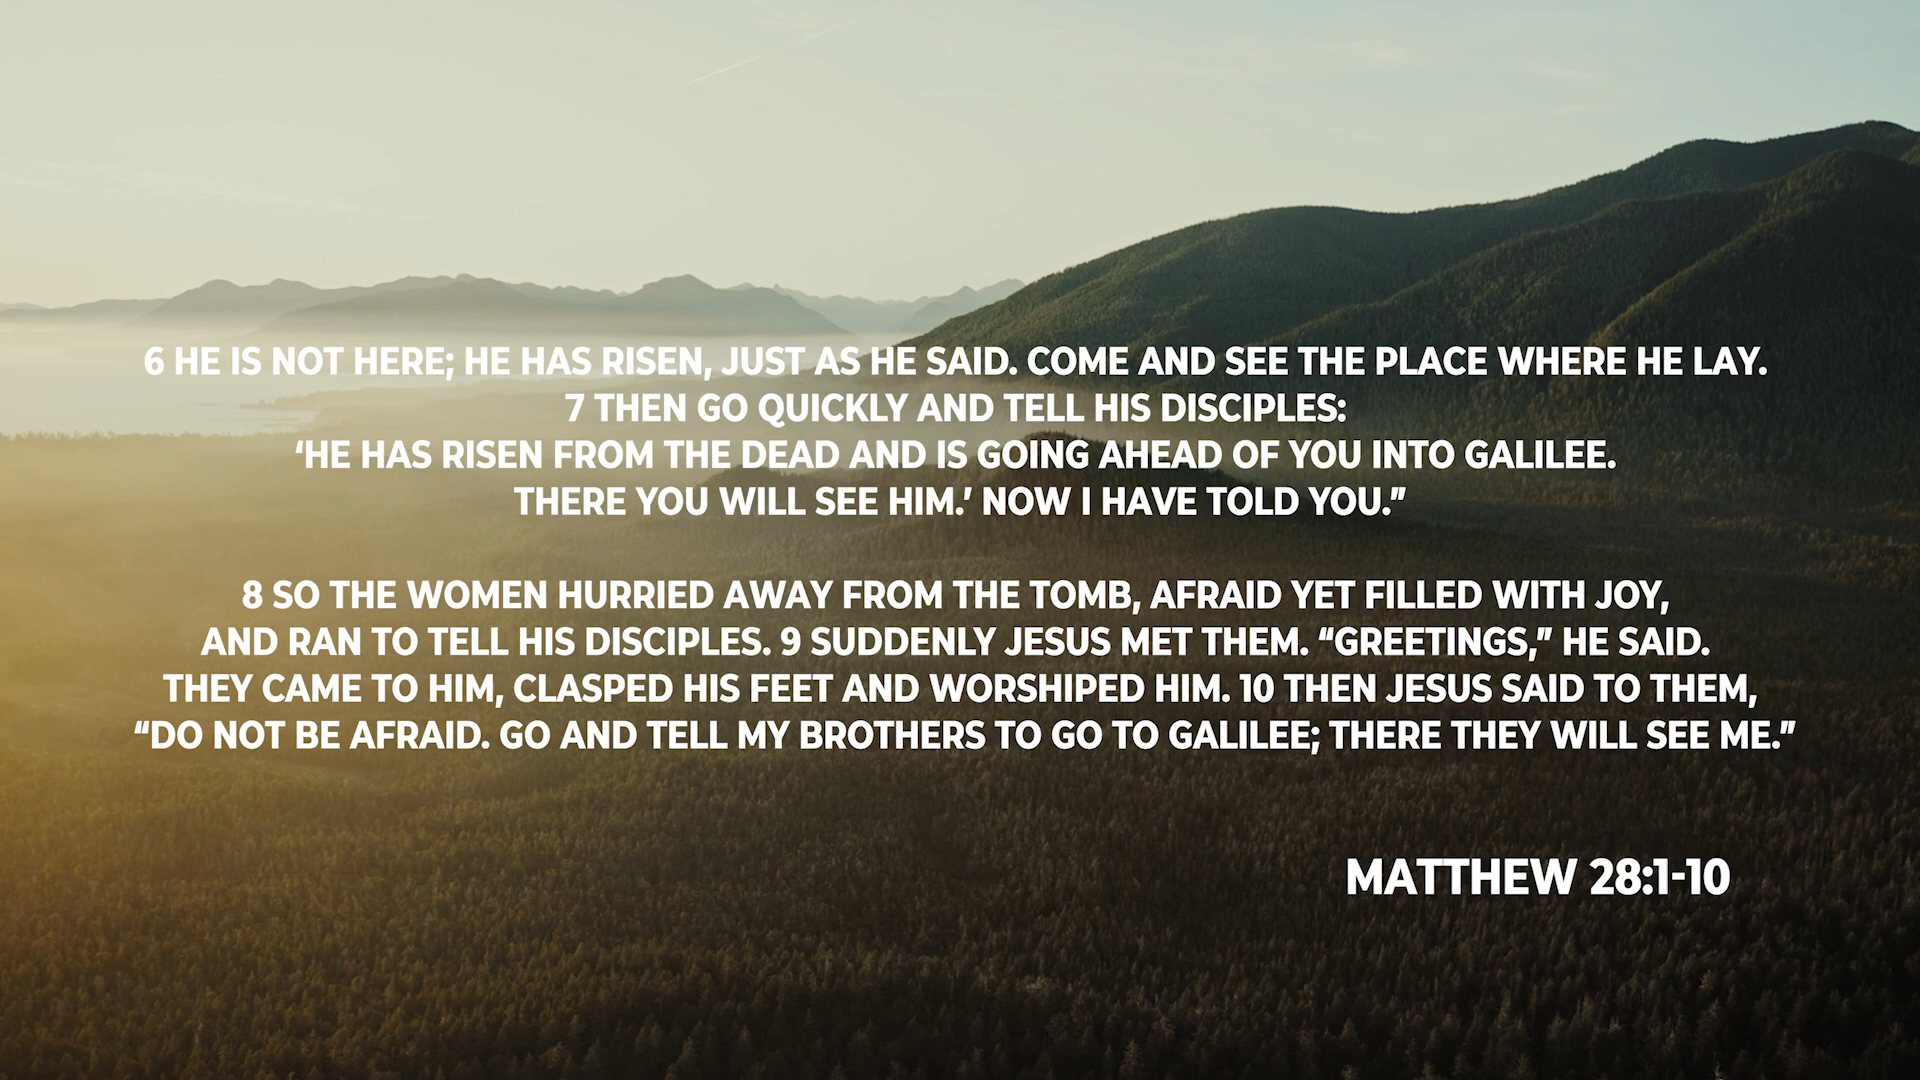 6 HE IS NOT HERE; HE HAS RISEN, JUST AS HE SAID. COME AND SEE THE PLACE WHERE HE LAY.
7 THEN GO QUICKLY AND TELL HIS DISCIPLES:
‘HE HAS RISEN FROM THE DEAD AND IS GOING AHEAD OF YOU INTO GALILEE.
THERE YOU WILL SEE HIM.’ NOW I HAVE TOLD YOU.”
8 SO THE WOMEN HURRIED AWAY FROM THE TOMB, AFRAID YET FILLED WITH JOY,
AND RAN TO TELL HIS DISCIPLES. 9 SUDDENLY JESUS MET THEM. “GREETINGS,” HE SAID.
THEY CAME TO HIM, CLASPED HIS FEET AND WORSHIPED HIM. 10 THEN JESUS SAID TO THEM,
“DO NOT BE AFRAID. GO AND TELL MY BROTHERS TO GO TO GALILEE; THERE THEY WILL SEE ME.”
MATTHEW 28:1-10